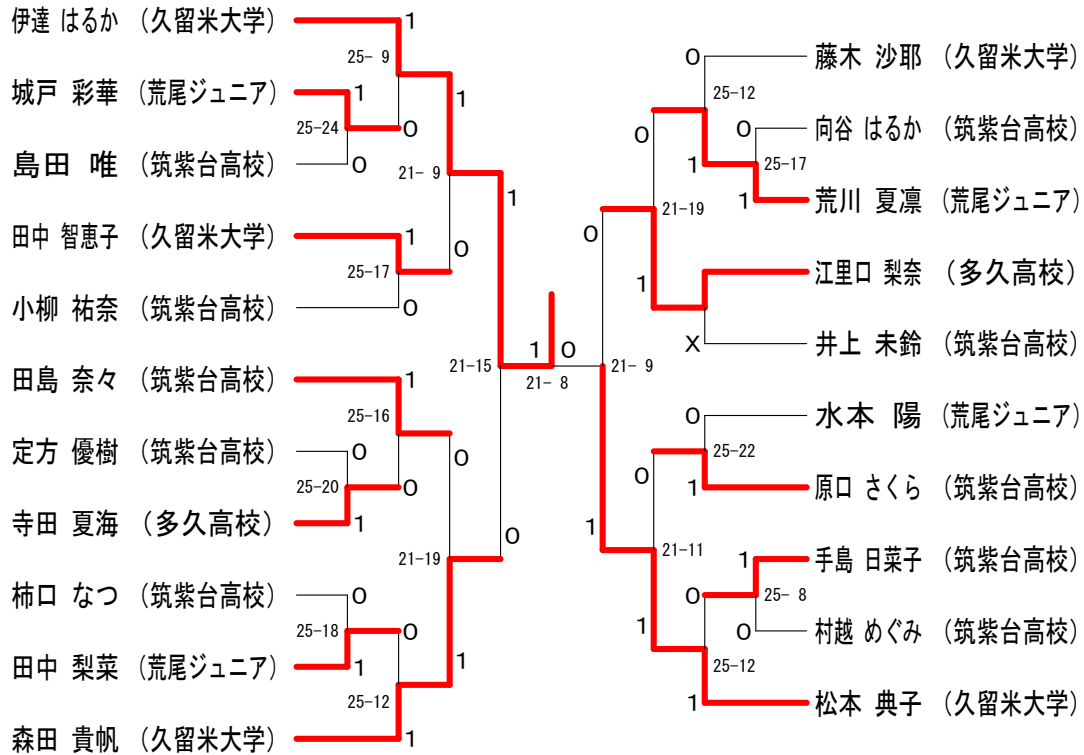 伊達 はるか （久留米大学）
1
25- 9
城戸 彩華 （荒尾ジュニア）
1
1
25-24
0
島田 唯 （筑紫台高校）
0
21- 9
1
田中 智恵子 （久留米大学）
1
0
25-17
小柳 祐奈 （筑紫台高校）
0
21-15
田島 奈々 （筑紫台高校）
1
25-16
定方 優樹 （筑紫台高校）
0
0
25-20
0
寺田 夏海 （多久高校）
1
0
21-19
柿口 なつ （筑紫台高校）
0
25-18
0
田中 梨菜 （荒尾ジュニア）
1
1
25-12
森田 貴帆 （久留米大学）
1
1
0
21- 8
0
藤木 沙耶 （久留米大学）
25-12
0
0
向谷 はるか （筑紫台高校）
1
25-17
1
荒川 夏凛 （荒尾ジュニア）
21-19
0
江里口 梨奈 （多久高校）
1
X
井上 未鈴 （筑紫台高校）
21- 9
0
水本 陽 （荒尾ジュニア）
25-22
0
1
原口 さくら （筑紫台高校）
1
21-11
1
手島 日菜子 （筑紫台高校）
0
25- 8
1
0
村越 めぐみ （筑紫台高校）
25-12
1
松本 典子 （久留米大学）